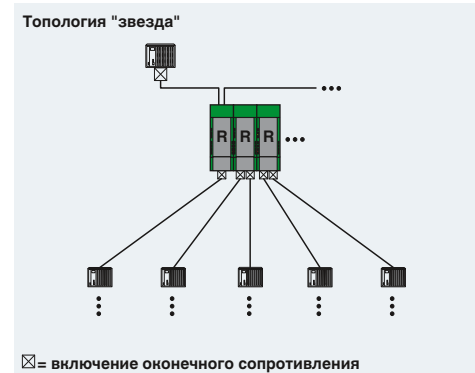 Топология "звезда"
R R R
= включение оконечного сопротивления